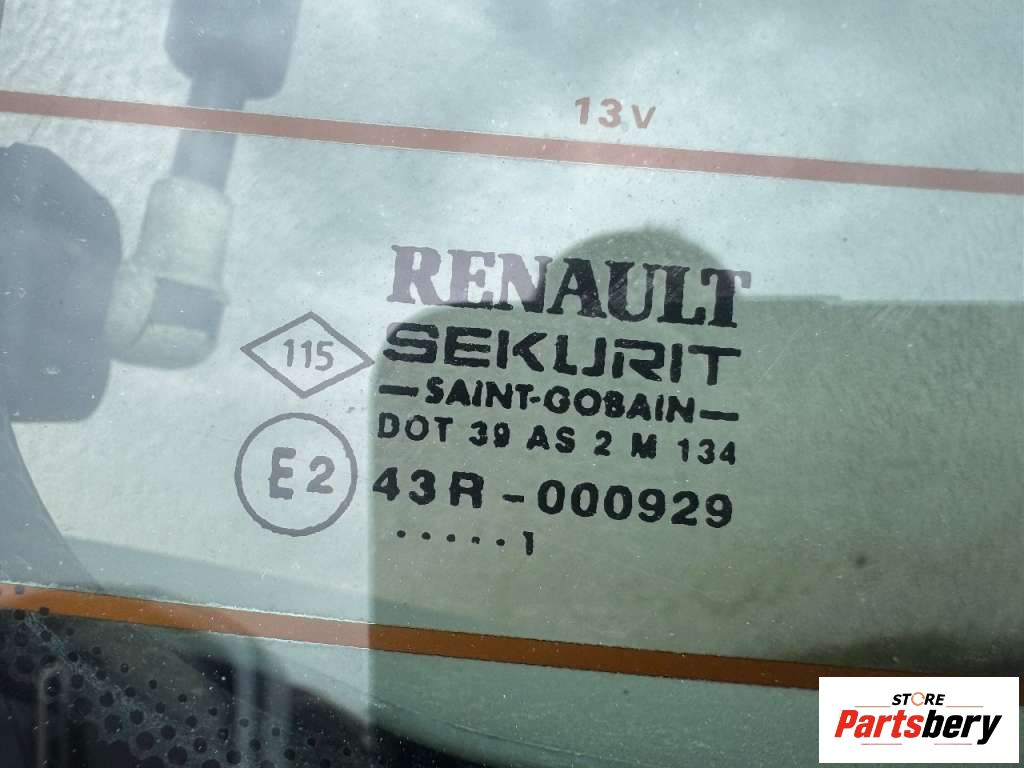 13V
RENAULT
115
SEKURIT
—SAINT-GOBAIN—
DOT 39 AS 2 M 134
E2
43R - 000929
.....1
STORE
Partsbery